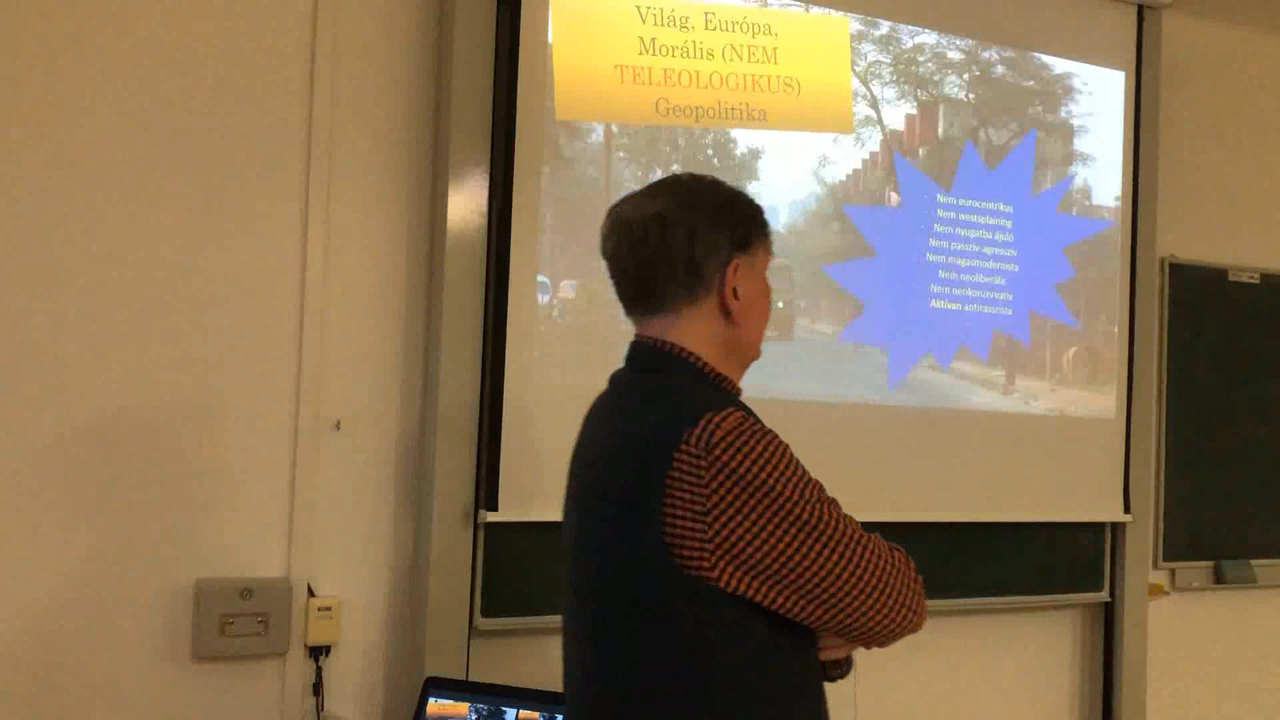 Világ, Európa,
Morális (NEM
TELEOLOGIKUS)
Geopolitika
Nem eurocentrikus
Nem westsplaining
Nem nyugatba ájuló
Nem passzív-agresszív
Nem magasmodernista
Nem neoliberális
Nem neokonzervatív
Aktívan antirasszista